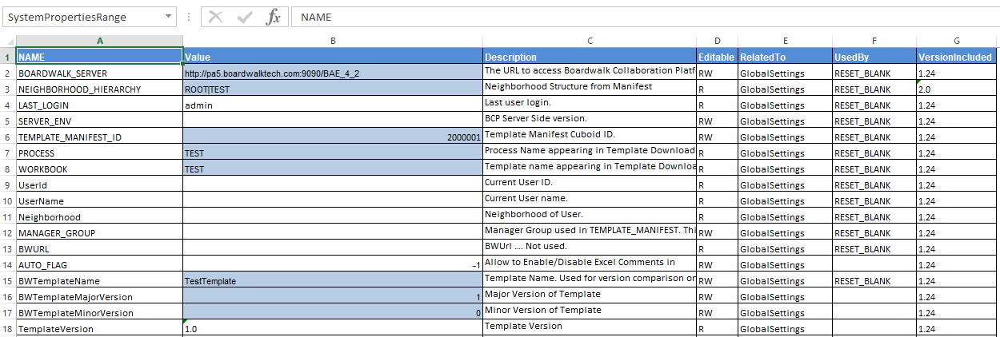 SystemPropertiesRange fx NAME
A B C D E F G
1 NAME Value Description Editable RelatedTo UsedBy VersionIncluded
2 BOARDWALK_SERVER http://pa5.boardwalktech.com:9090/BAE_4_2 The URL to access Boardwalk Collaboration Platf RW GlobalSettings RESET_BLANK 1.24
3 NEIGHBORHOOD_HIERARCHY ROOT|TEST Neighborhood Structure from Manifest R GlobalSettings RESET_BLANK 2.0
4 LAST_LOGIN admin Last user login. R GlobalSettings RESET_BLANK 1.24
5 SERVER_ENV BCP Server Side version. RW GlobalSettings RESET_BLANK 1.24
6 TEMPLATE_MANIFEST_ID 2000001 Template Manifest Cuboid ID. RW GlobalSettings RESET_BLANK 1.24
7 PROCESS TEST Process Name appearing in Template Download R GlobalSettings RESET_BLANK 1.24
8 WORKBOOK TEST Template name appearing in Template Downloa R GlobalSettings RESET_BLANK 1.24
9 UserId Current User ID. R GlobalSettings RESET_BLANK 1.24
10 UserName Current User name. R GlobalSettings RESET_BLANK 1.24
11 Neighborhood Neighborhood of User. R GlobalSettings RESET_BLANK 1.24
12 MANAGER_GROUP Manager Group used in TEMPLATE_MANIFEST. Thi RW GlobalSettings RESET_BLANK 1.24
13 BWURL BWUrl .... Not used. R GlobalSettings RESET_BLANK 1.24
14 AUTO_FLAG -1 Allow to Enable/Disable Excel Comments in RW GlobalSettings 1.24
15 BWTemplateName TestTemplate Template Name. Used for version comparison on RW GlobalSettings RESET_BLANK 1.24
16 BWTemplateMajorVersion 1 Major Version of Template RW GlobalSettings 1.24
17 BWTemplateMinorVersion 0 Minor Version of Template RW GlobalSettings 1.24
18 TemplateVersion 1.0 Template Version R GlobalSettings 1.24